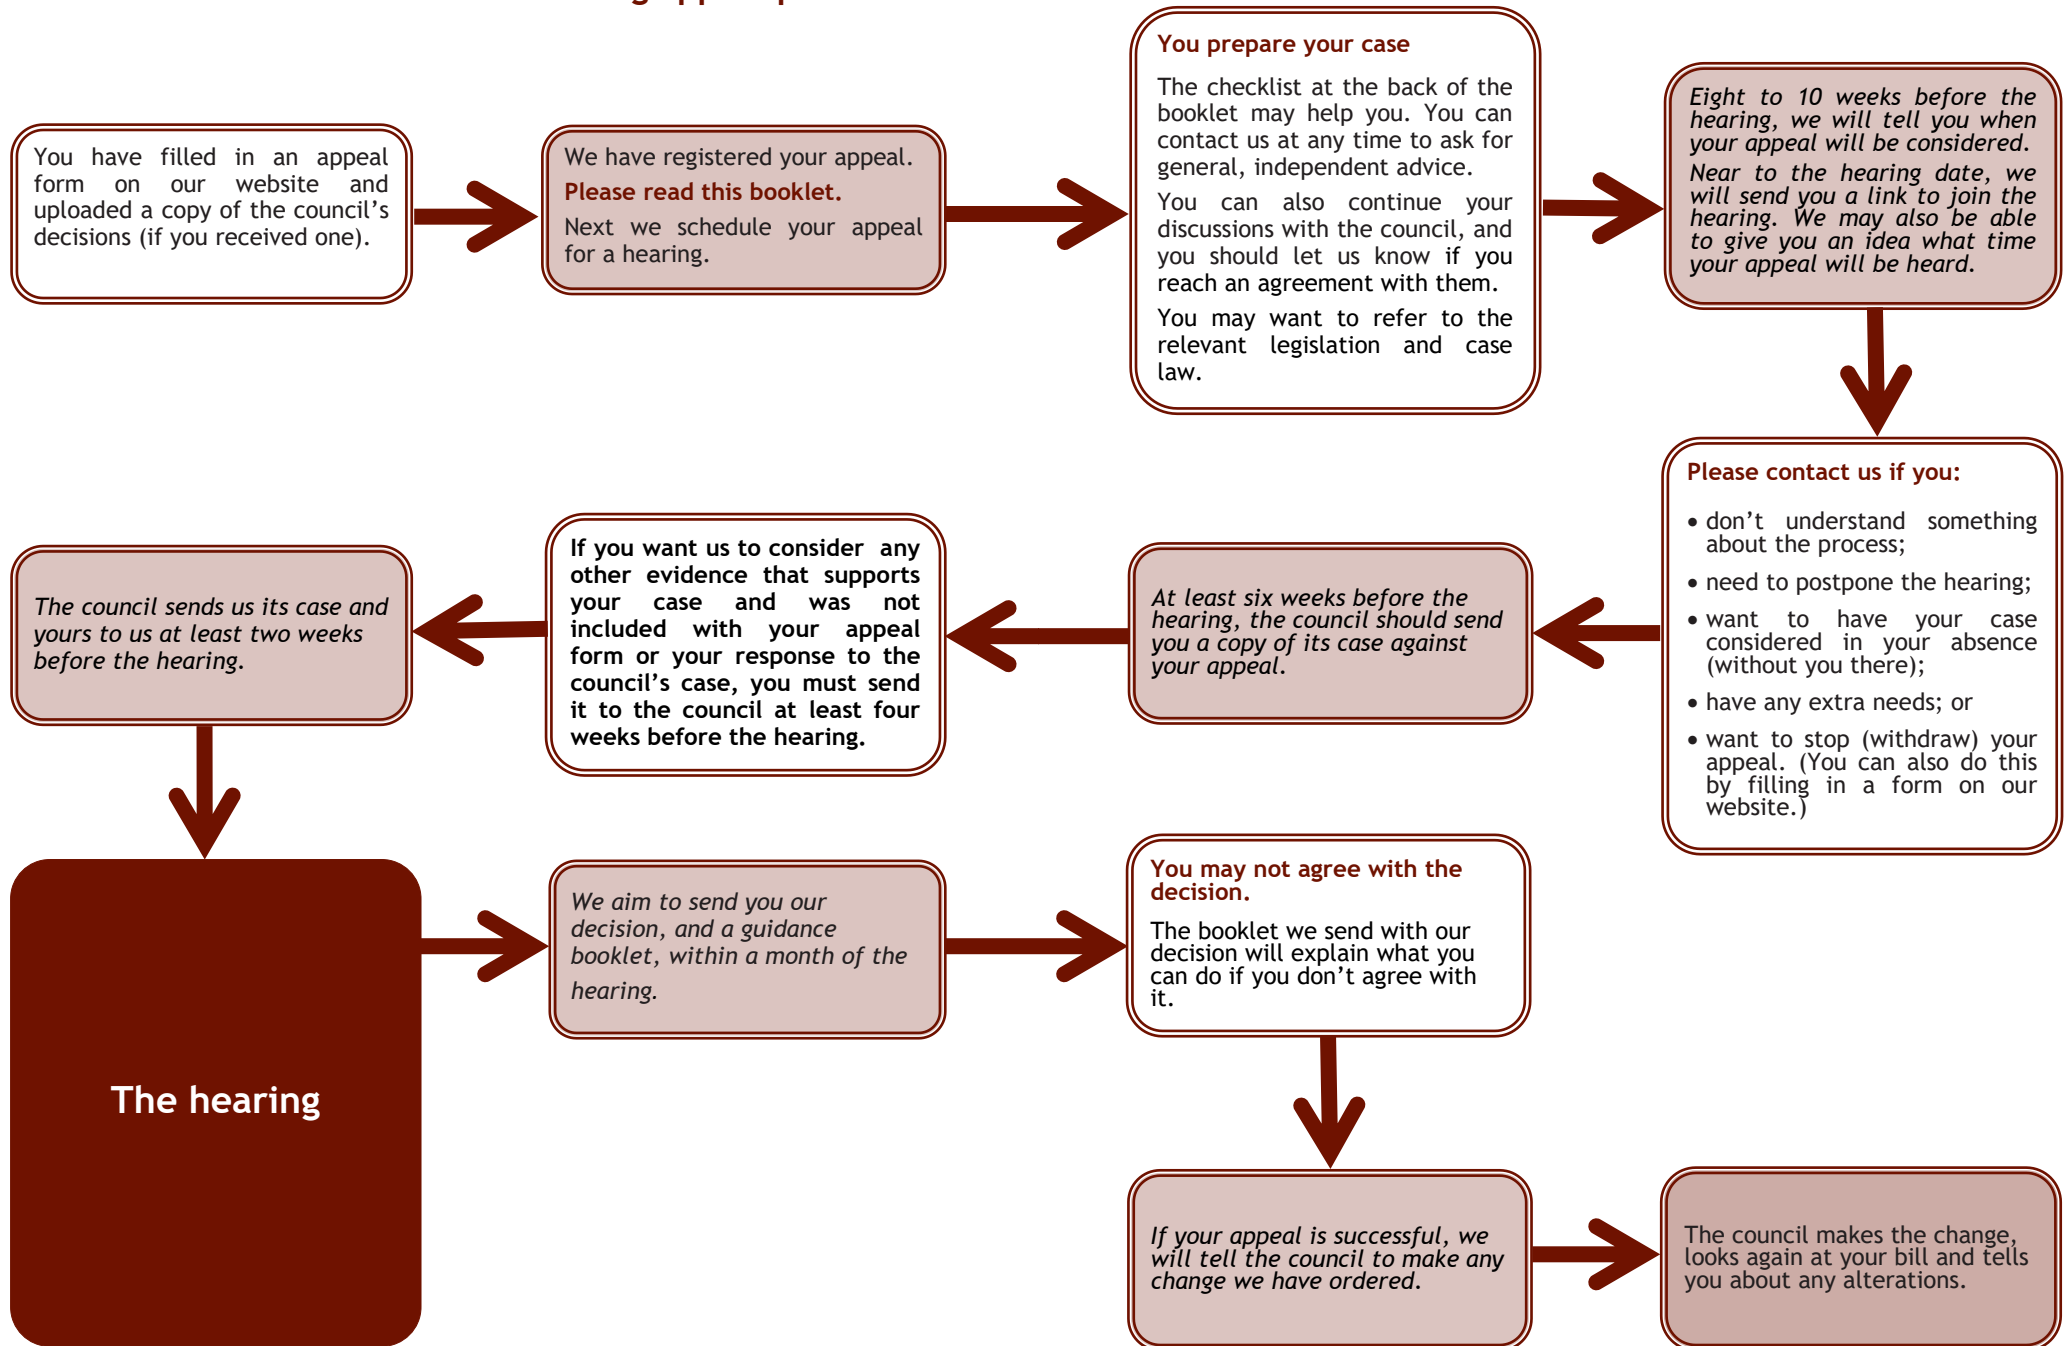 You prepare your case
The checklist at the back of the
booklet may help you. You can
contact us at any time to ask for
general, independent advice.
You can also continue your
discussions with the council, and
you should let us know if you
reach an agreement with them.
You may want to refer to the
relevant legislation and case
law.
You have filled in an appeal
form on our website and
uploaded a copy of the council’s
decisions (if you received one).
We have registered your appeal.
Please read this booklet.
Next we schedule your appeal
for a hearing.
Eight to 10 weeks before the
hearing, we will tell you when
your appeal will be considered.
Near to the hearing date, we
will send you a link to join the
hearing. We may also be able
to give you an idea what time
your appeal will be heard.
Please contact us if you:
• don’t understand something
about the process;
• need to postpone the hearing;
• want to have your case
considered in your absence
(without you there);
• have any extra needs; or
• want to stop (withdraw) your
appeal. (You can also do this
by filling in a form on our
website.)
At least six weeks before the
hearing, the council should send
you a copy of its case against
your appeal.
If you want us to consider any
other evidence that supports
your case and was not
included with your appeal
form or your response to the
council’s case, you must send
it to the council at least four
weeks before the hearing.
The council sends us its case and
yours to us at least two weeks
before the hearing.
The hearing
We aim to send you our
decision, and a guidance
booklet, within a month of the
hearing.
You may not agree with the
decision.
The booklet we send with our
decision will explain what you
can do if you don’t agree with
it.
If your appeal is successful, we
will tell the council to make any
change we have ordered.
The council makes the change,
looks again at your bill and tells
you about any alterations.